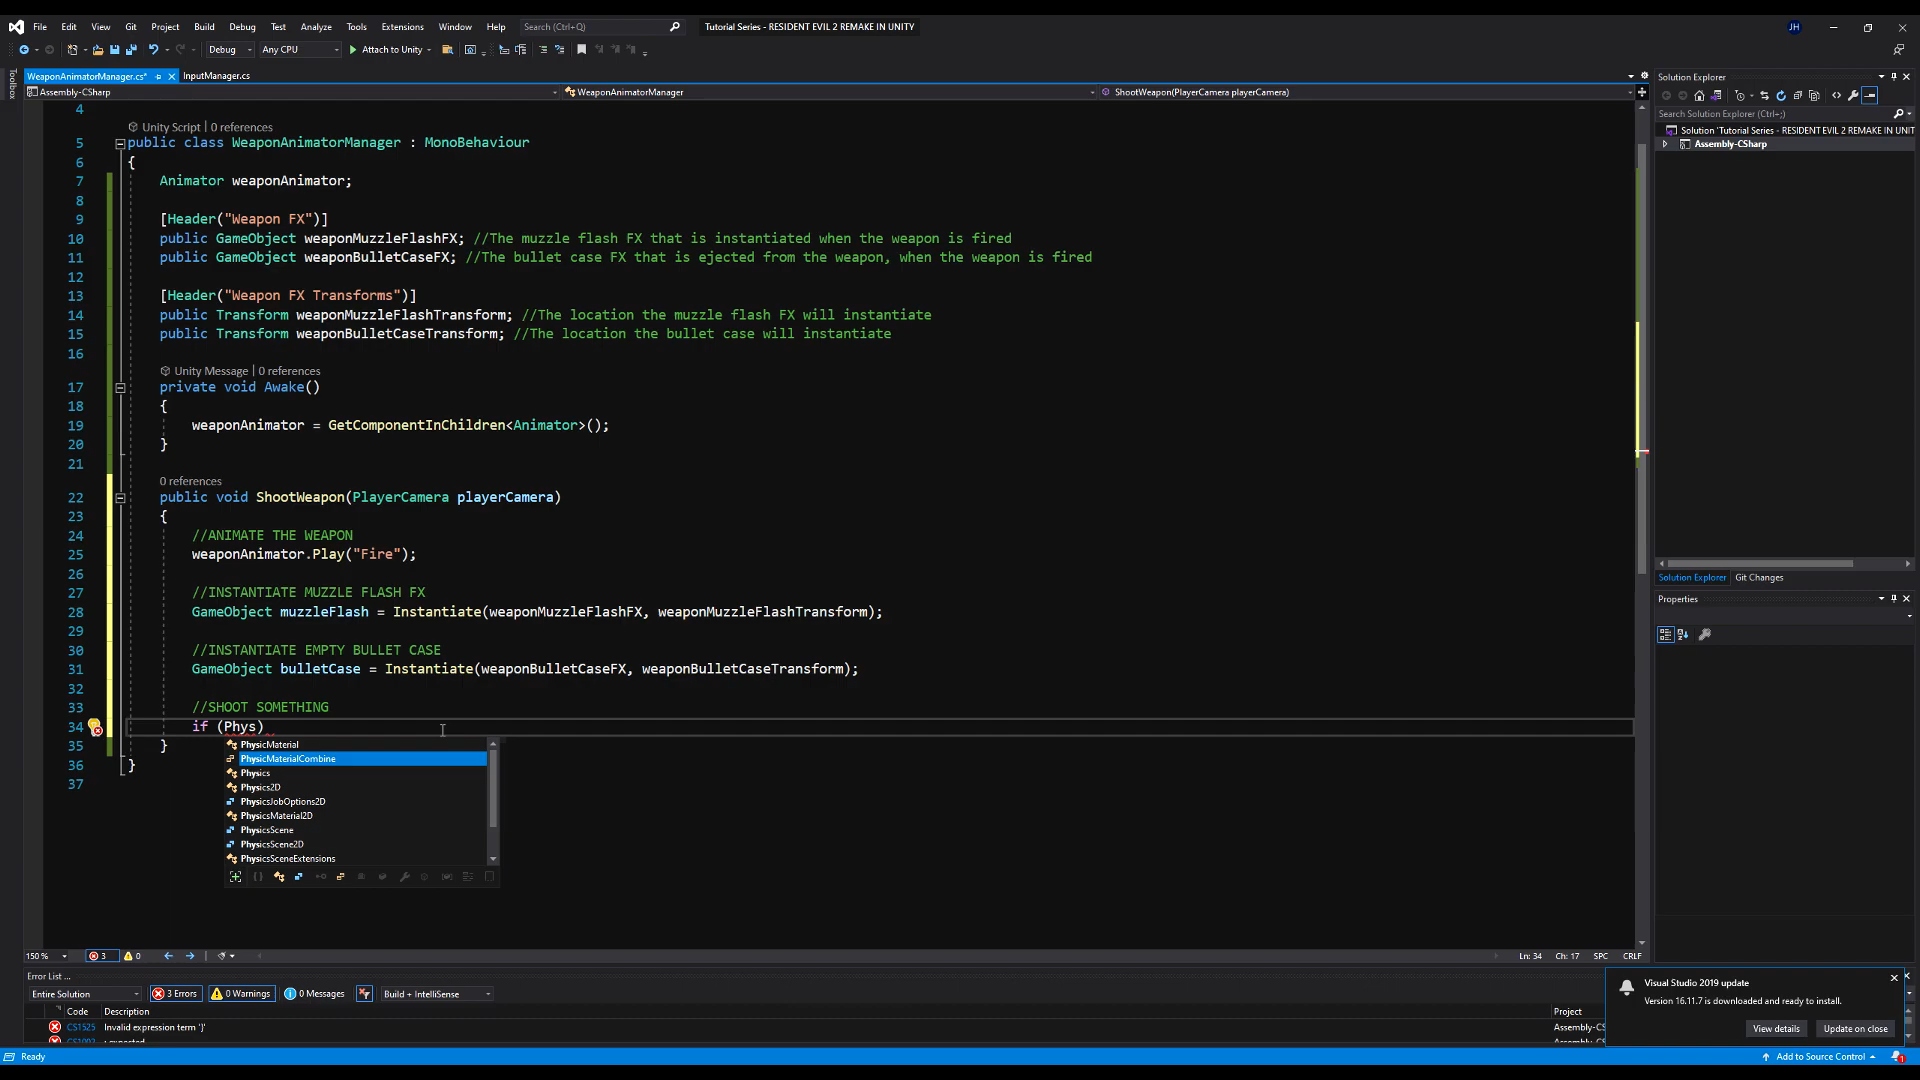 File Edit View Git Project Build Debug Test Analyze Tools Extensions Window Help Search (Ctrl+Q) Tutorial Series - RESIDENT EVIL 2 REMAKE IN UNITY JH
Debug Any CPU Attach to Unity
Toolbox
WeaponAnimatorManager.cs* InputManager.cs
Assembly-CSharp WeaponAnimatorManager ShootWeapon(PlayerCamera playerCamera)
4
Unity Script | 0 references
5 public class WeaponAnimatorManager : MonoBehaviour
6 {
7 Animator weaponAnimator;
8
9 [Header("Weapon FX")]
10 public GameObject weaponMuzzleFlashFX; //The muzzle flash FX that is instantiated when the weapon is fired
11 public GameObject weaponBulletCaseFX; //The bullet case FX that is ejected from the weapon, when the weapon is fired
12
13 [Header("Weapon FX Transforms")]
14 public Transform weaponMuzzleFlashTransform; //The location the muzzle flash FX will instantiate
15 public Transform weaponBulletCaseTransform; //The location the bullet case will instantiate
16
Unity Message | 0 references
17 private void Awake()
18 {
19 weaponAnimator = GetComponentInChildren<Animator>();
20 }
21
0 references
22 public void ShootWeapon(PlayerCamera playerCamera)
23 {
24 //ANIMATE THE WEAPON
25 weaponAnimator.Play("Fire");
26
27 //INSTANTIATE MUZZLE FLASH FX
28 GameObject muzzleFlash = Instantiate(weaponMuzzleFlashFX, weaponMuzzleFlashTransform);
29
30 //INSTANTIATE EMPTY BULLET CASE
31 GameObject bulletCase = Instantiate(weaponBulletCaseFX, weaponBulletCaseTransform);
32
33 //SHOOT SOMETHING
34 if (Phys)
35 }
36 }
37
PhysicMaterial
PhysicMaterialCombine
Physics
Physics2D
PhysicsJobOptions2D
PhysicsMaterial2D
PhysicsScene
PhysicsScene2D
PhysicsSceneExtensions
150 % 3 0 Ln: 34 Ch: 17 SPC CRLF
Error List ...
Entire Solution 3 Errors 0 Warnings 0 Messages Build + IntelliSense
Code Description Project
CS1525 Invalid expression term '}' Assembly-CS
Ready Add to Source Control 1
Solution Explorer
Search Solution Explorer (Ctrl+;)
Solution 'Tutorial Series - RESIDENT EVIL 2 REMAKE IN UNIT
Assembly-CSharp
Solution Explorer Git Changes
Properties
Visual Studio 2019 update
Version 16.11.7 is downloaded and ready to install.
View details Update on close